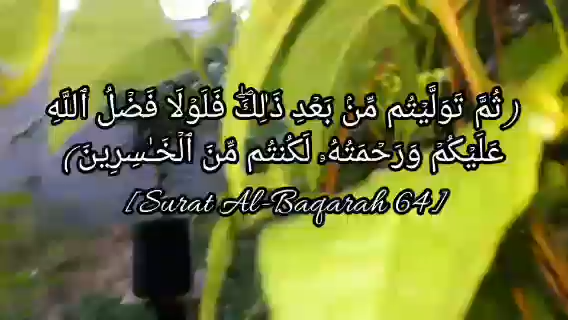 (ثُمَّ تَوَلَّيْتُم مِّنۢ بَعْدِ ذَٰلِكَ ۖ فَلَوْلَا فَضْلُ ٱللَّهِ
عَلَيْكُمْ وَرَحْمَتُهُۥ لَكُنتُم مِّنَ ٱلْخَـٰسِرِينَ)
[Surat Al-Baqarah 64]